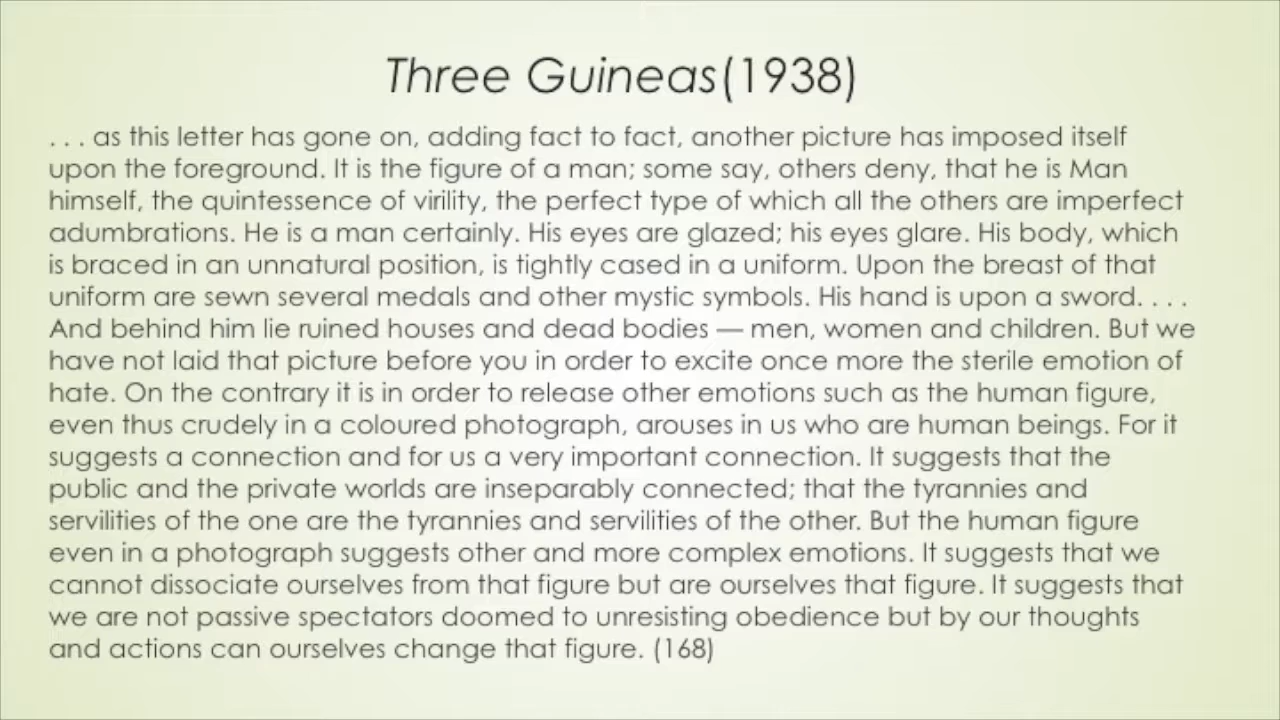 Three Guineas(1938)
. . . as this letter has gone on, adding fact to fact, another picture has imposed itself
upon the foreground. It is the figure of a man; some say, others deny, that he is Man
himself, the quintessence of virility, the perfect type of which all the others are imperfect
adumbrations. He is a man certainly. His eyes are glazed; his eyes glare. His body, which
is braced in an unnatural position, is tightly cased in a uniform. Upon the breast of that
uniform are sewn several medals and other mystic symbols. His hand is upon a sword. . . .
And behind him lie ruined houses and dead bodies — men, women and children. But we
have not laid that picture before you in order to excite once more the sterile emotion of
hate. On the contrary it is in order to release other emotions such as the human figure,
even thus crudely in a coloured photograph, arouses in us who are human beings. For it
suggests a connection and for us a very important connection. It suggests that the
public and the private worlds are inseparably connected; that the tyrannies and
servilities of the one are the tyrannies and servilities of the other. But the human figure
even in a photograph suggests other and more complex emotions. It suggests that we
cannot dissociate ourselves from that figure but are ourselves that figure. It suggests that
we are not passive spectators doomed to unresisting obedience but by our thoughts
and actions can ourselves change that figure. (168)